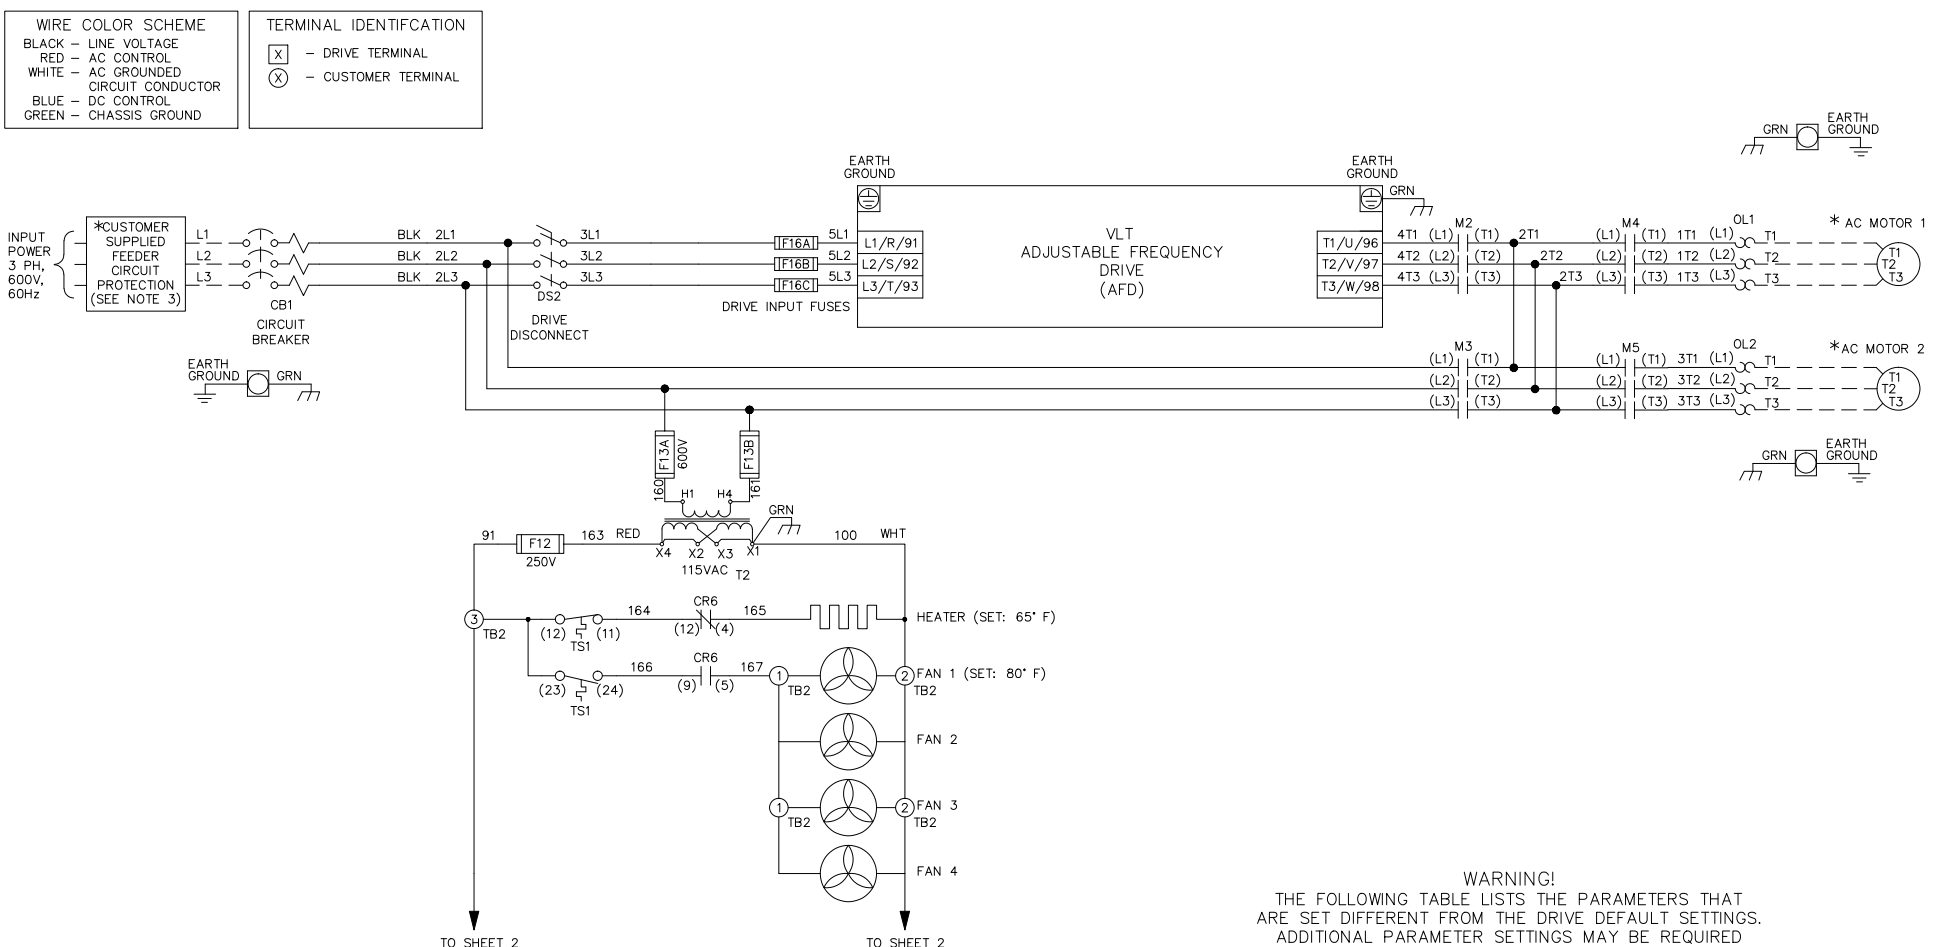 WIRE COLOR SCHEME
BLACK – LINE VOLTAGE
RED – AC CONTROL
WHITE – AC GROUNDED
CIRCUIT CONDUCTOR
BLUE – DC CONTROL
GREEN – CHASSIS GROUND
TERMINAL IDENTIFCATION
X – DRIVE TERMINAL
X – CUSTOMER TERMINAL
GRN
EARTH
GROUND
INPUT
POWER
3 PH,
600V,
60Hz
*CUSTOMER
SUPPLIED
FEEDER
CIRCUIT
PROTECTION
(SEE NOTE 3)
L1
L2
L3
CB1
CIRCUIT
BREAKER
BLK 2L1
BLK 2L2
BLK 2L3
DS2
DRIVE
DISCONNECT
3L1
3L2
3L3
F16A
F16B
F16C
DRIVE INPUT FUSES
5L1
5L2
5L3
EARTH
GROUND
L1/R/91
L2/S/92
L3/T/93
VLT
ADJUSTABLE FREQUENCY
DRIVE
(AFD)
EARTH
GROUND
GRN
T1/U/96
T2/V/97
T3/W/98
M2
4T1 (L1) (T1) 2T1
4T2 (L2) (T2) 2T2
4T3 (L3) (T3) 2T3
M4
(L1) (T1) 1T1 (L1)
(L2) (T2) 1T2 (L2)
(L3) (T3) 1T3 (L3)
OL1
T1
T2
T3
* AC MOTOR 1
T1
T2
T3
EARTH
GROUND GRN
M3
(L1) (T1)
(L2) (T2)
(L3) (T3)
M5
(L1) (T1) 3T1 (L1)
(L2) (T2) 3T2 (L2)
(L3) (T3) 3T3 (L3)
OL2
T1
T2
T3
*AC MOTOR 2
T1
T2
T3
GRN
EARTH
GROUND
F13A
600V
F13B
160
161
H1 H4
GRN
91 F12 163 RED
250V
X4 X2 X3 X1
115VAC T2
100 WHT
3
TB2
(12) (11)
TS1
164
CR6
(12) (4)
165
HEATER (SET: 65° F)
(23) (24)
TS1
166
CR6
(9) (5)
167
1
TB2
2
TB2
FAN 1 (SET: 80° F)
FAN 2
1
TB2
2
TB2
FAN 3
FAN 4
TO SHEET 2
TO SHEET 2
WARNING!
THE FOLLOWING TABLE LISTS THE PARAMETERS THAT
ARE SET DIFFERENT FROM THE DRIVE DEFAULT SETTINGS.
ADDITIONAL PARAMETER SETTINGS MAY BE REQUIRED